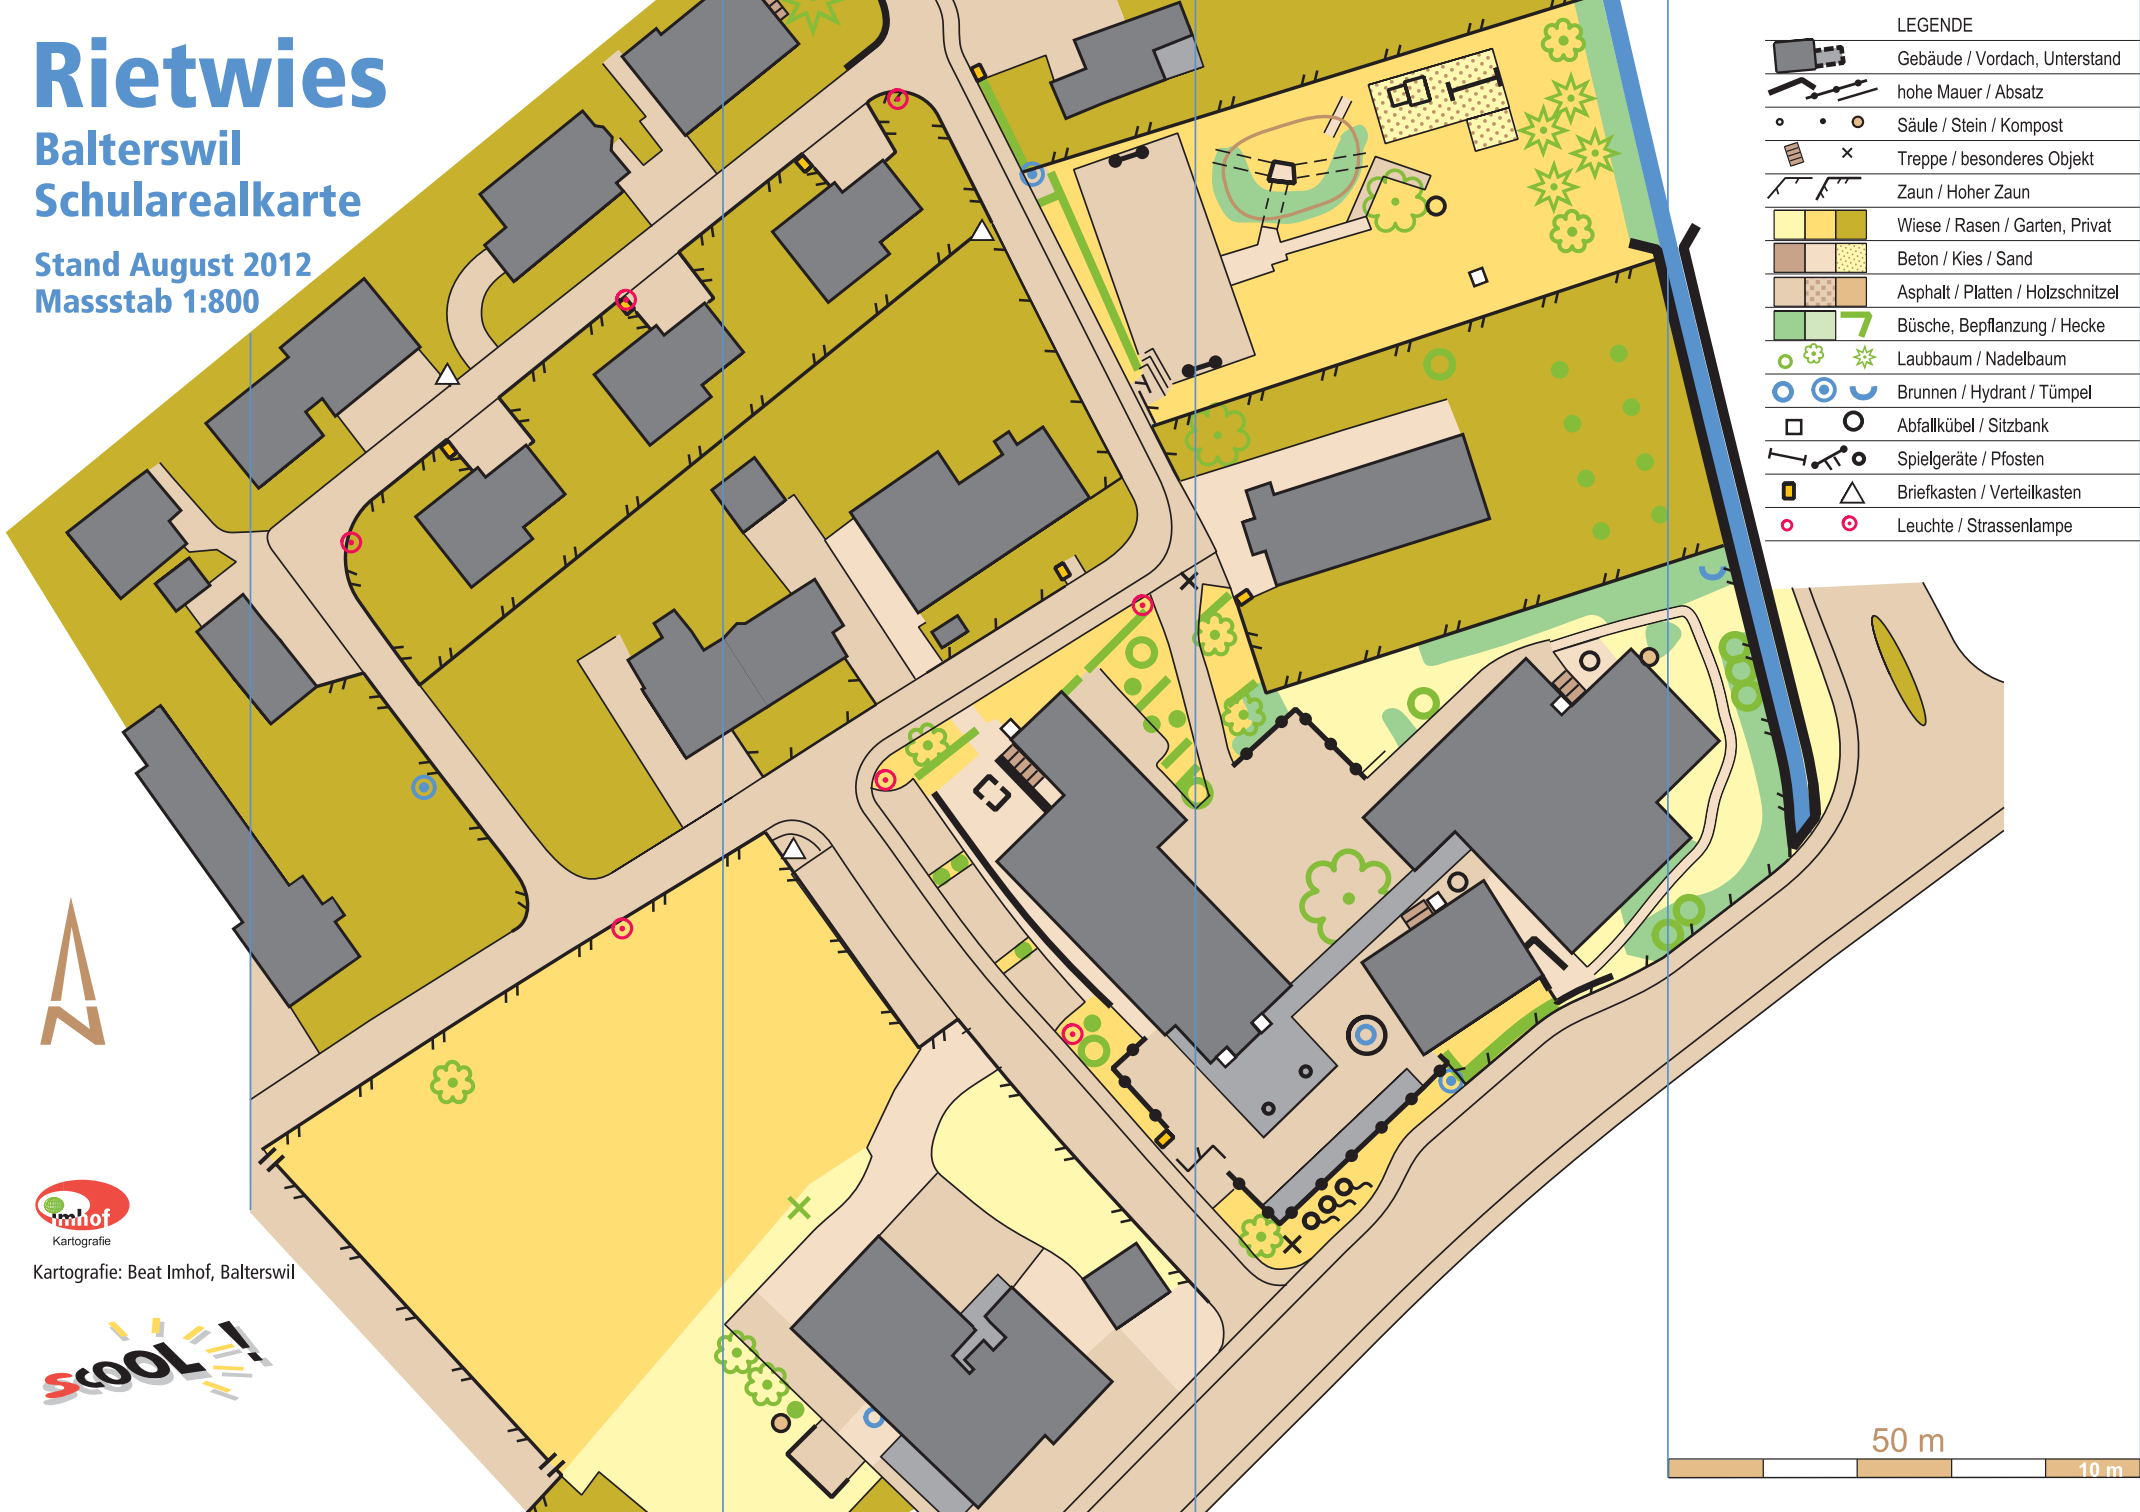 Rietwies
Balterswil
Schularealkarte
Stand August 2012
Massstab 1:800
LEGENDE
Gebäude / Vordach, Unterstand
hohe Mauer / Absatz
Säule / Stein / Kompost
Treppe / besonderes Objekt
Zaun / Hoher Zaun
Wiese / Rasen / Garten, Privat
Beton / Kies / Sand
Asphalt / Platten / Holzschnitzel
Büsche, Bepflanzung / Hecke
Laubbaum / Nadelbaum
Brunnen / Hydrant / Tümpel
Abfallkübel / Sitzbank
Spielgeräte / Pfosten
Briefkasten / Verteilkasten
Leuchte / Strassenlampe
N
imhof
Kartografie
Kartografie: Beat Imhof, Balterswil
sCOOL!!
50 m
10 m